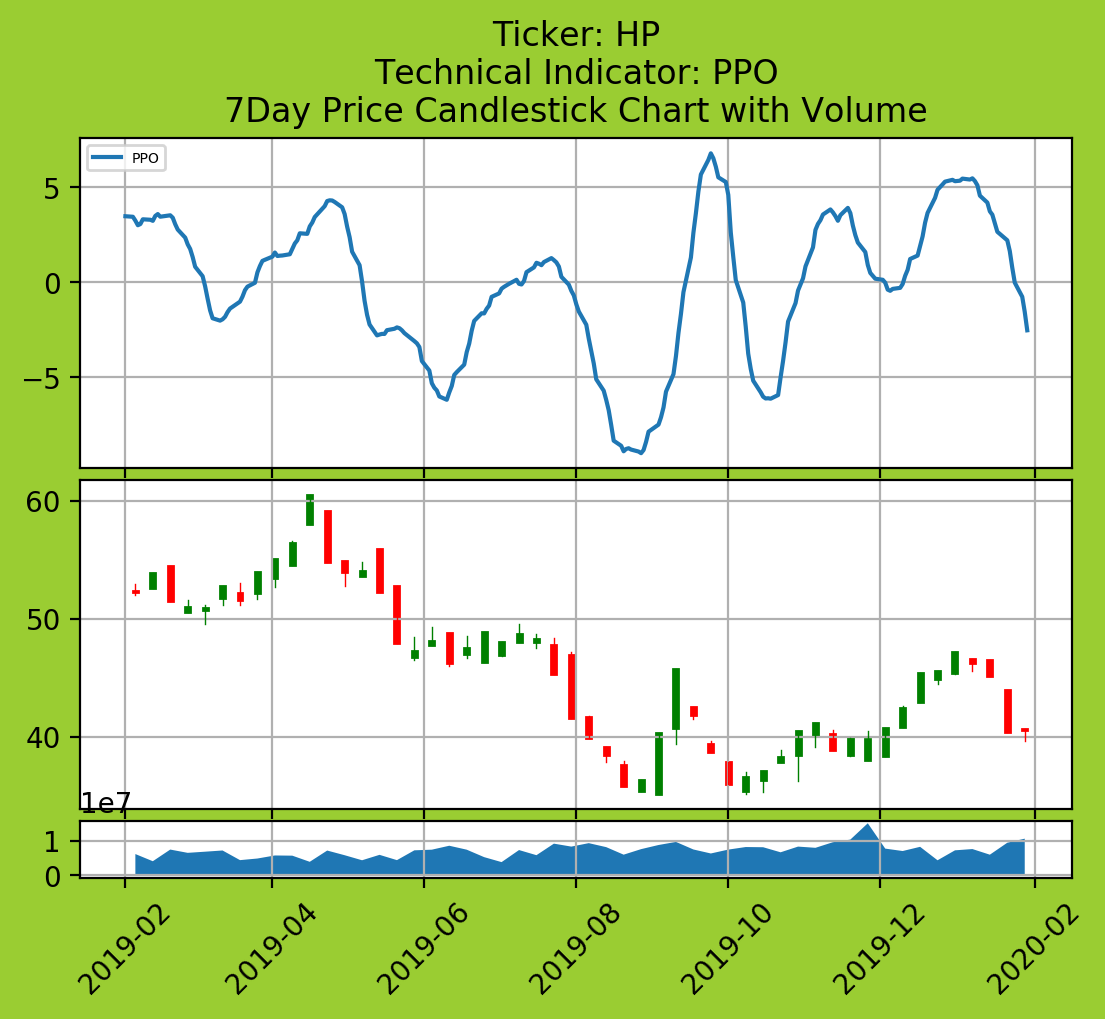 Ticker: HP
Technical Indicator: PPO
7Day Price Candlestick Chart with Volume
PPO
5
0
−5
60
50
40
1e7
1
0
2019-02 2019-04 2019-06 2019-08 2019-10 2019-12 2020-02